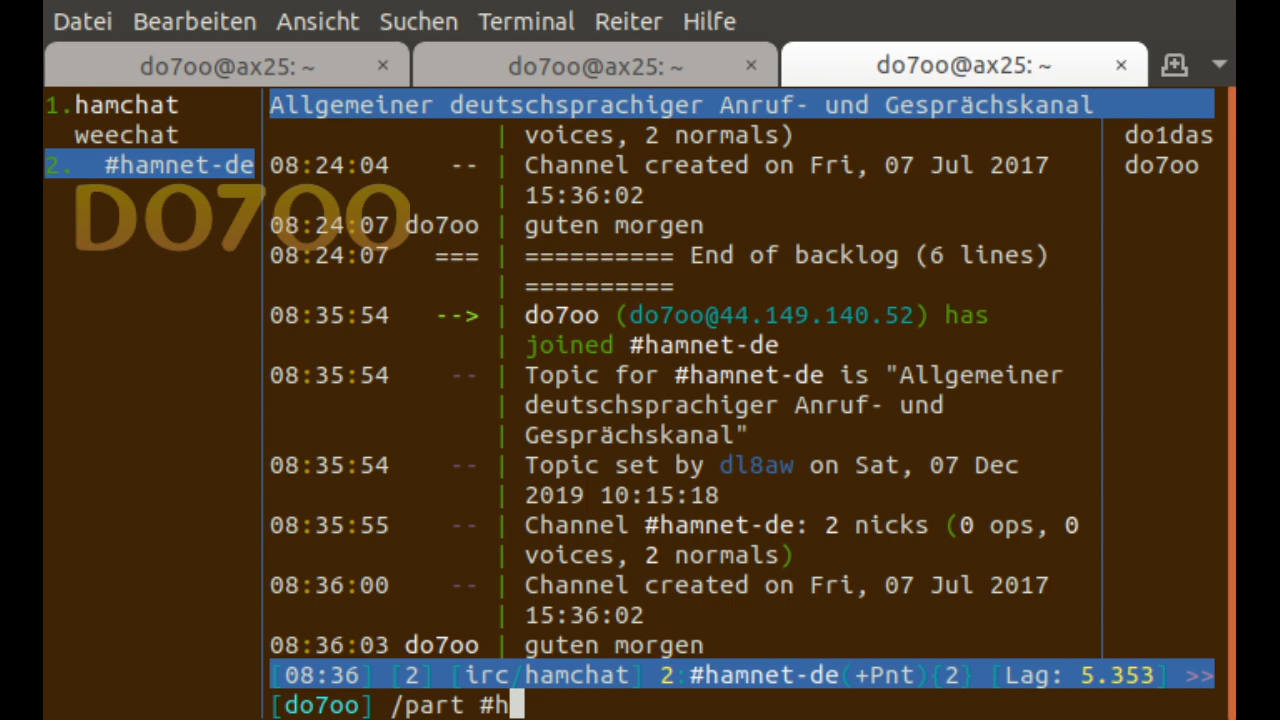 Datei Bearbeiten Ansicht Suchen Terminal Reiter Hilfe
do7oo@ax25: ~ × do7oo@ax25: ~ × do7oo@ax25: ~ ×
1.hamchat
weechat
2. #hamnet-de
DO7OO
Allgemeiner deutschsprachiger Anruf- und Gesprächskanal
| voices, 2 normals)
08:24:04 -- | Channel created on Fri, 07 Jul 2017
| 15:36:02
08:24:07 do7oo | guten morgen
08:24:07 === | ========== End of backlog (6 lines)
| ==========
08:35:54 --> | do7oo (do7oo@44.149.140.52) has
| joined #hamnet-de
08:35:54 -- | Topic for #hamnet-de is "Allgemeiner
| deutschsprachiger Anruf- und
| Gesprächskanal"
08:35:54 -- | Topic set by dl8aw on Sat, 07 Dec
| 2019 10:15:18
08:35:55 -- | Channel #hamnet-de: 2 nicks (0 ops, 0
| voices, 2 normals)
08:36:00 -- | Channel created on Fri, 07 Jul 2017
| 15:36:02
08:36:03 do7oo | guten morgen
[08:36] [2] [irc/hamchat] 2:#hamnet-de(+Pnt){2} [Lag: 5.353] >>
[do7oo] /part #h
do1das
do7oo